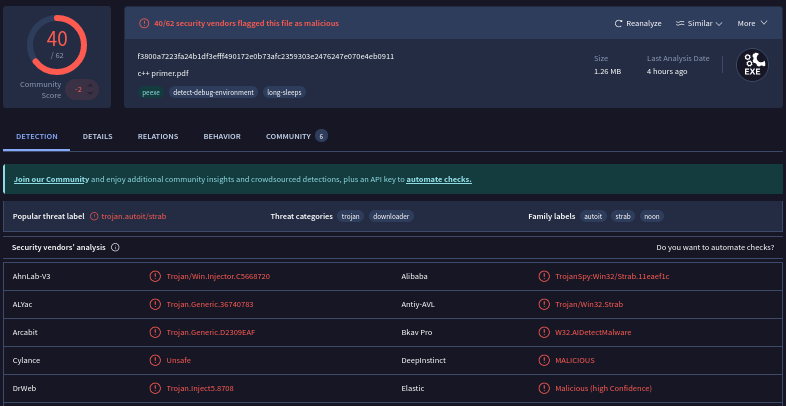 40
/ 62
Community
Score
-2
40/62 security vendors flagged this file as malicious
Reanalyze
Similar
More
f3800a7223fa24b1df3efff490172e0b73afc2359303e2476247e070e4eb0911
c++ primer.pdf
Size
1.26 MB
Last Analysis Date
4 hours ago
EXE
peexe
detect-debug-environment
long-sleeps
DETECTION
DETAILS
RELATIONS
BEHAVIOR
COMMUNITY 6
Join our Community and enjoy additional community insights and crowdsourced detections, plus an API key to automate checks.
Popular threat label trojan.autoit/strab
Threat categories trojan downloader
Family labels autoit strab noon
Security vendors' analysis
Do you want to automate checks?
AhnLab-V3 Trojan/Win.Injector.C5668720 Alibaba TrojanSpy:Win32/Strab.11eaef1c
ALYac Trojan.Generic.36740783 Antiy-AVL Trojan/Win32.Strab
Arcabit Trojan.Generic.D2309EAF Bkav Pro W32.AIDetectMalware
Cylance Unsafe DeepInstinct MALICIOUS
DrWeb Trojan.Inject5.8708 Elastic Malicious (high Confidence)